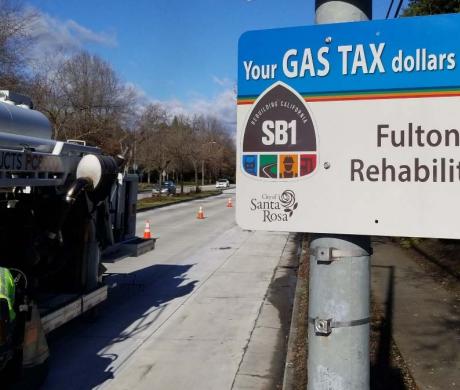 Your GAS TAX dollars
REBUILDING CALIFORNIA
SB1
Fulton
Rehabilit
City of
Santa
Rosa